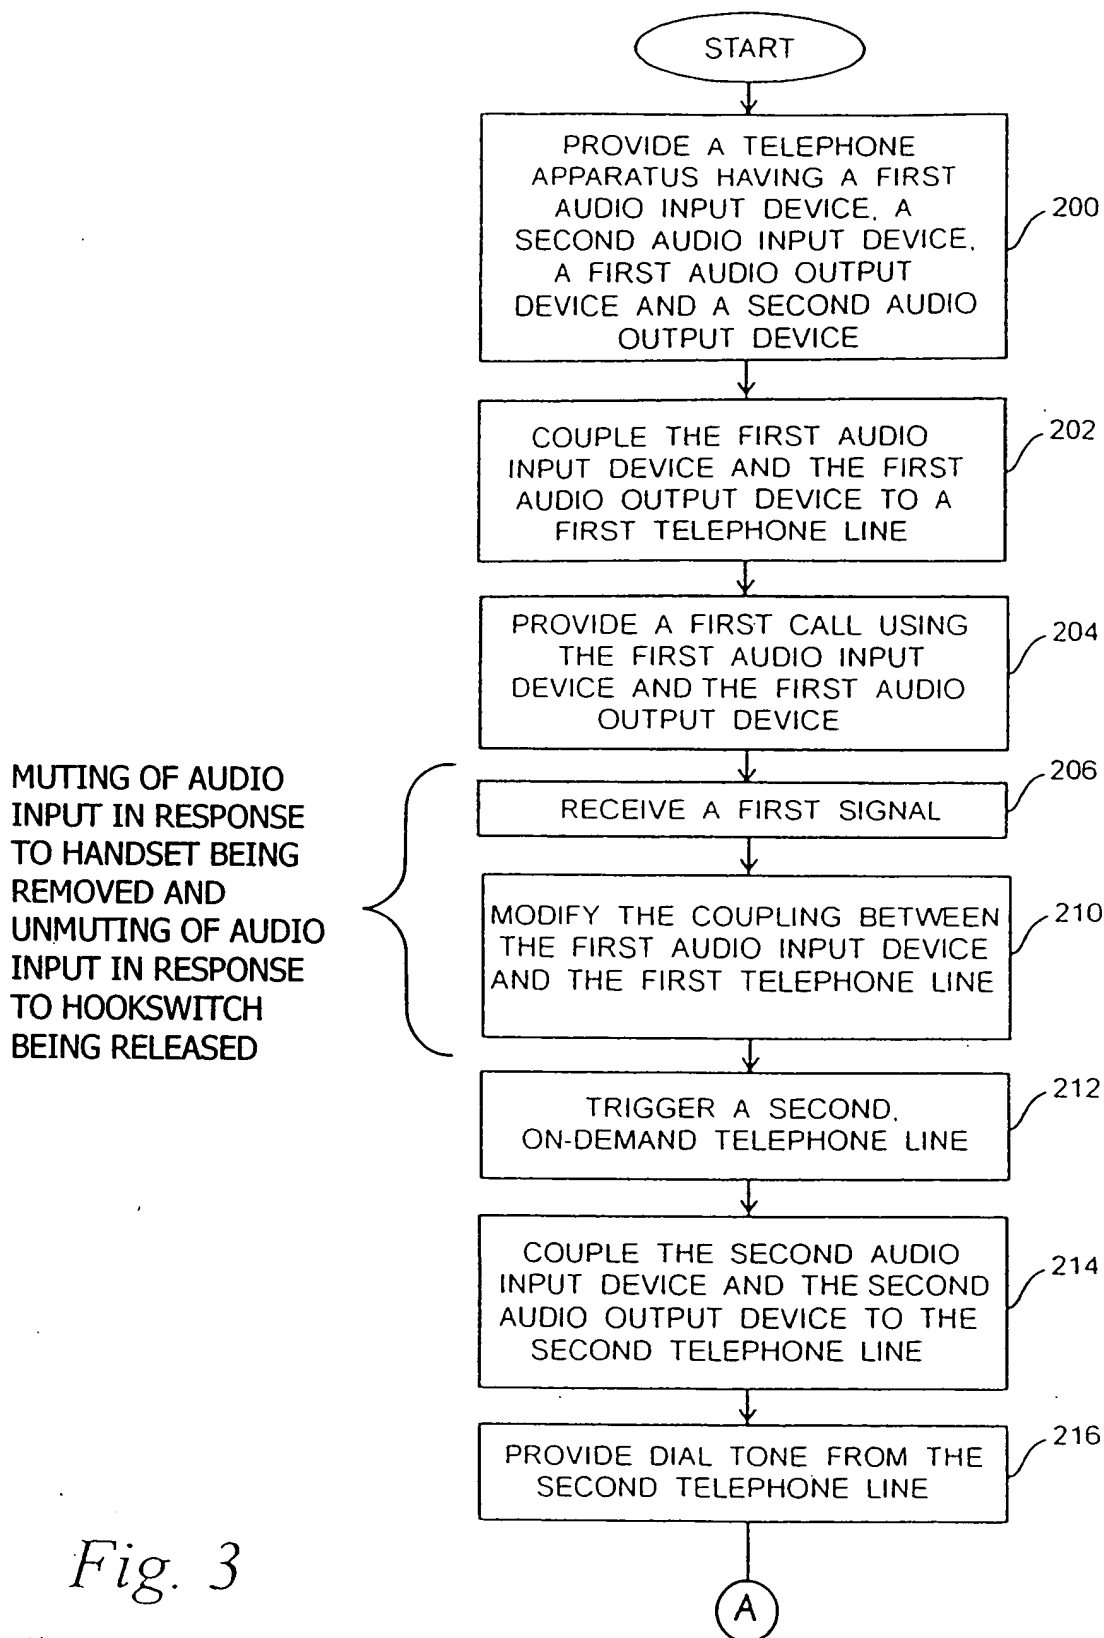 START
PROVIDE A TELEPHONE
APPARATUS HAVING A FIRST
AUDIO INPUT DEVICE, A
SECOND AUDIO INPUT DEVICE,
A FIRST AUDIO OUTPUT
DEVICE AND A SECOND AUDIO
OUTPUT DEVICE
200
COUPLE THE FIRST AUDIO
INPUT DEVICE AND THE FIRST
AUDIO OUTPUT DEVICE TO A
FIRST TELEPHONE LINE
202
PROVIDE A FIRST CALL USING
THE FIRST AUDIO INPUT
DEVICE AND THE FIRST AUDIO
OUTPUT DEVICE
204
MUTING OF AUDIO
INPUT IN RESPONSE
TO HANDSET BEING
REMOVED AND
UNMUTING OF AUDIO
INPUT IN RESPONSE
TO HOOKSWITCH
BEING RELEASED
RECEIVE A FIRST SIGNAL
206
MODIFY THE COUPLING BETWEEN
THE FIRST AUDIO INPUT DEVICE
AND THE FIRST TELEPHONE LINE
210
TRIGGER A SECOND,
ON-DEMAND TELEPHONE LINE
212
COUPLE THE SECOND AUDIO
INPUT DEVICE AND THE SECOND
AUDIO OUTPUT DEVICE TO THE
SECOND TELEPHONE LINE
214
PROVIDE DIAL TONE FROM THE
SECOND TELEPHONE LINE
216
A
Fig. 3